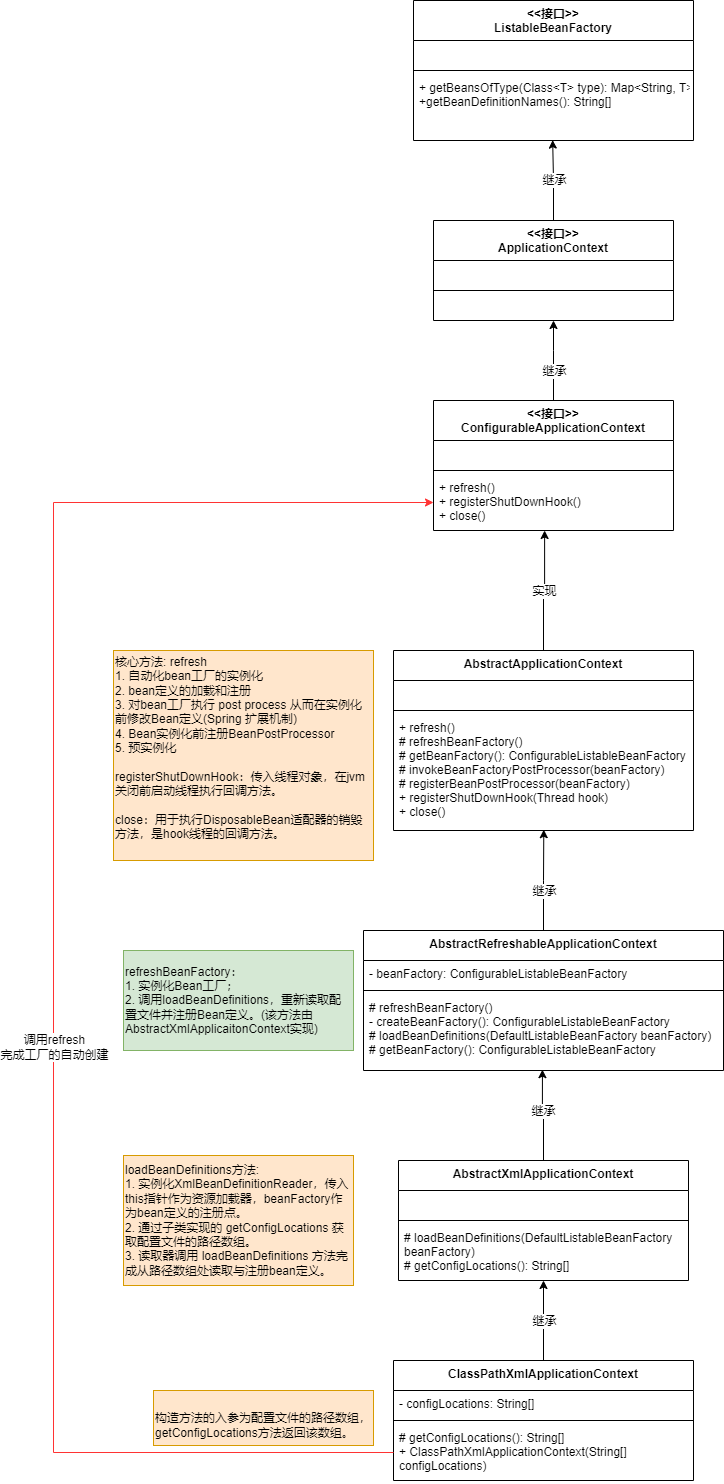 <<接口>>
ListableBeanFactory
+ getBeansOfType(Class<T> type): Map<String, T>
+getBeanDefinitionNames(): String[]
继承
<<接口>>
ApplicationContext
继承
<<接口>>
ConfigurableApplicationContext
+ refresh()
+ registerShutDownHook()
+ close()
实现
核心方法: refresh
1. 自动化bean工厂的实例化
2. bean定义的加载和注册
3. 对bean工厂执行 post process 从而在实例化
前修改Bean定义(Spring 扩展机制)
4. Bean实例化前注册BeanPostProcessor
5. 预实例化
registerShutDownHook：传入线程对象，在jvm
关闭前启动线程执行回调方法。
close：用于执行DisposableBean适配器的销毁
方法，是hook线程的回调方法。
AbstractApplicationContext
+ refresh()
# refreshBeanFactory()
# getBeanFactory(): ConfigurableListableBeanFactory
# invokeBeanFactoryPostProcessor(beanFactory)
# registerBeanPostProcessor(beanFactory)
+ registerShutDownHook(Thread hook)
+ close()
继承
refreshBeanFactory：
1. 实例化Bean工厂；
2. 调用loadBeanDefinitions，重新读取配
置文件并注册Bean定义。(该方法由
AbstractXmlApplicaitonContext实现)
AbstractRefreshableApplicationContext
- beanFactory: ConfigurableListableBeanFactory
# refreshBeanFactory()
- createBeanFactory(): ConfigurableListableBeanFactory
# loadBeanDefinitions(DefaultListableBeanFactory beanFactory)
# getBeanFactory(): ConfigurableListableBeanFactory
调用refresh
完成工厂的自动创建
继承
loadBeanDefinitions方法:
1. 实例化XmlBeanDefinitionReader，传入
this指针作为资源加载器，beanFactory作
为bean定义的注册点。
2. 通过子类实现的 getConfigLocations 获
取配置文件的路径数组。
3. 读取器调用 loadBeanDefinitions 方法完
成从路径数组处读取与注册bean定义。
AbstractXmlApplicationContext
# loadBeanDefinitions(DefaultListableBeanFactory
beanFactory)
# getConfigLocations(): String[]
继承
构造方法的入参为配置文件的路径数组，
getConfigLocations方法返回该数组。
ClassPathXmlApplicationContext
- configLocations: String[]
# getConfigLocations(): String[]
+ ClassPathXmlApplicationContext(String[]
configLocations)